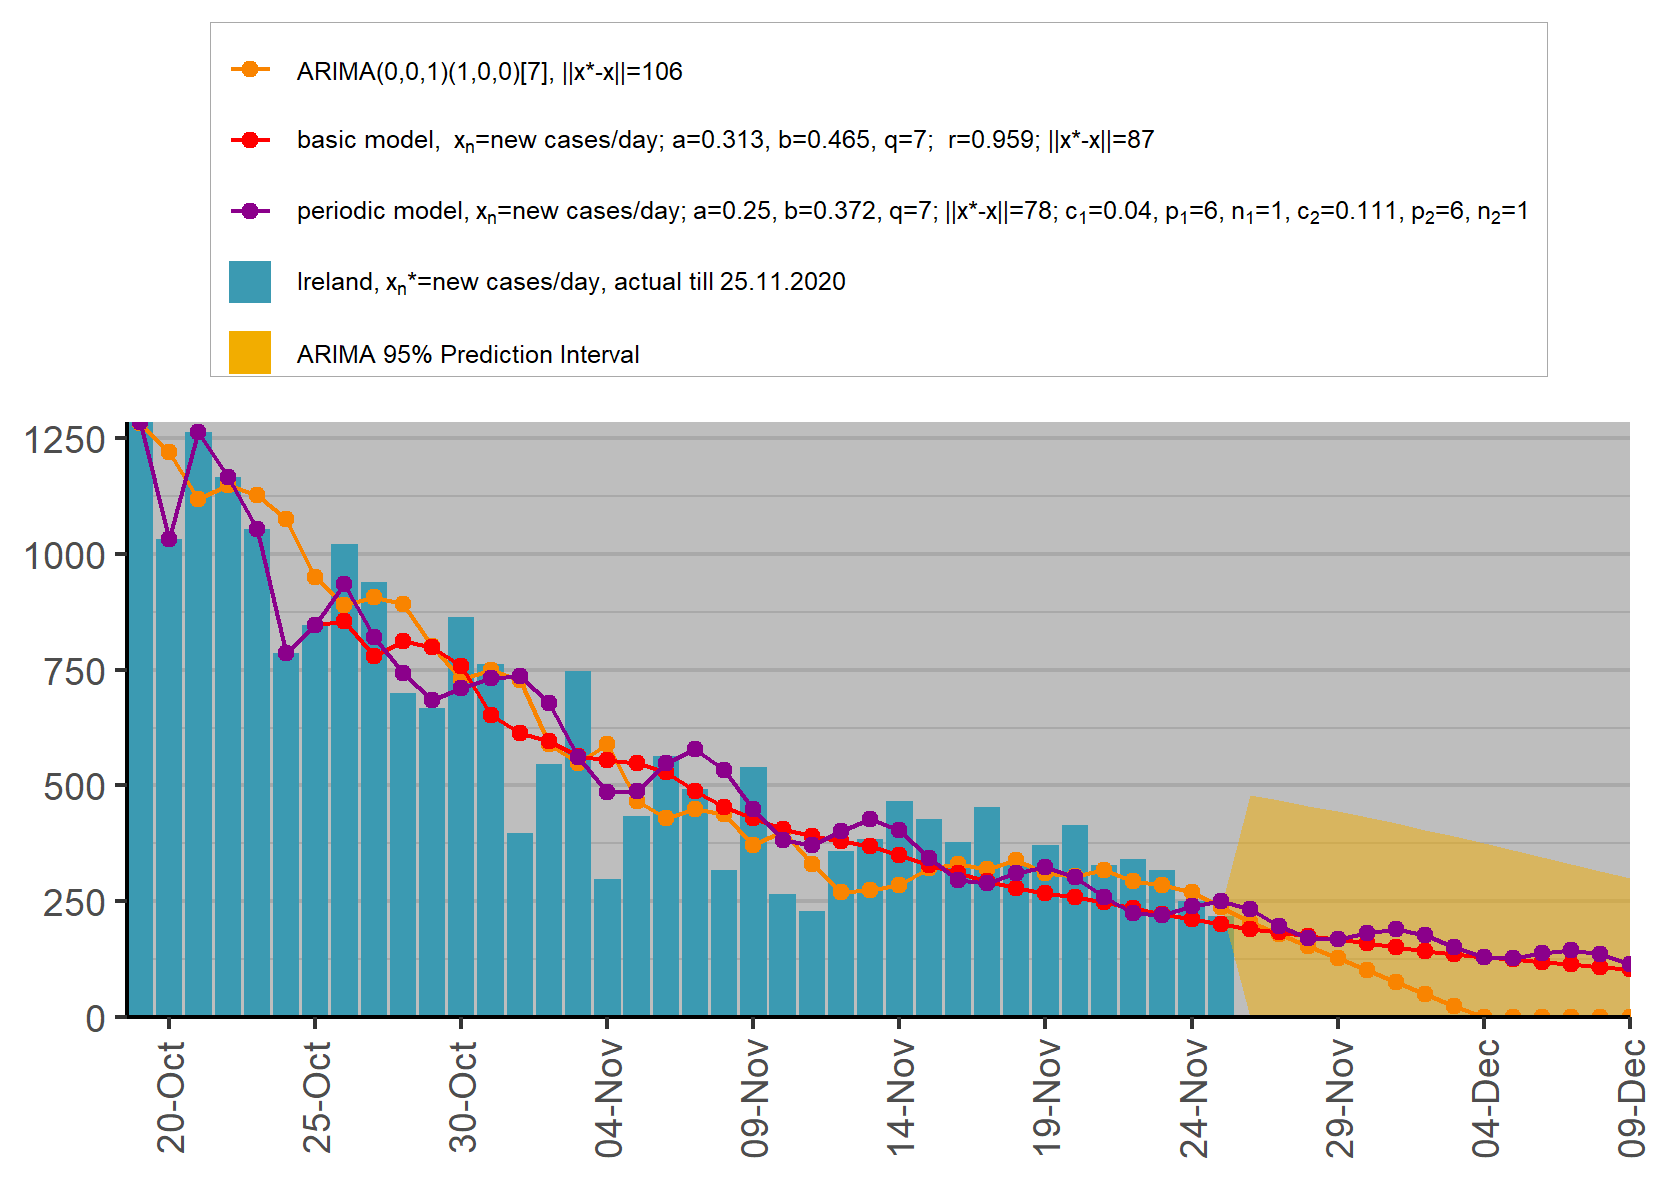 ARIMA(0,0,1)(1,0,0)[7], ||x*-x||=106
basic model,  xₙ=new cases/day; a=0.313, b=0.465, q=7;  r=0.959; ||x*-x||=87
periodic model, xₙ=new cases/day; a=0.25, b=0.372, q=7; ||x*-x||=78; c₁=0.04, p₁=6, n₁=1, c₂=0.111, p₂=6, n₂=1
Ireland, xₙ*=new cases/day, actual till 25.11.2020
ARIMA 95% Prediction Interval
1250
1000
750
500
250
0
20-Oct
25-Oct
30-Oct
04-Nov
09-Nov
14-Nov
19-Nov
24-Nov
29-Nov
04-Dec
09-Dec